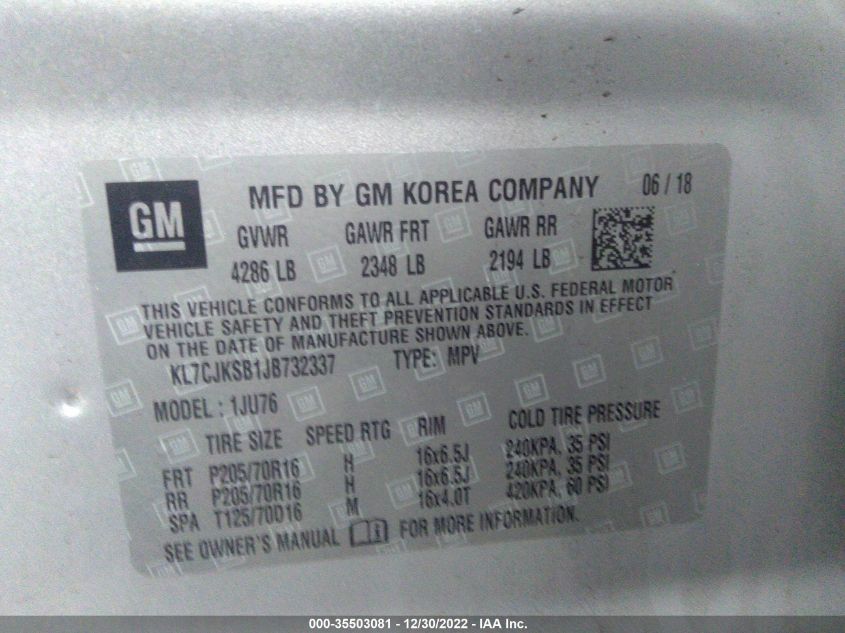 GM
MFD BY GM KOREA COMPANY 06 / 18
GVWR GAWR FRT GAWR RR
4286 LB 2348 LB 2194 LB
THIS VEHICLE CONFORMS TO ALL APPLICABLE U.S. FEDERAL MOTOR
VEHICLE SAFETY AND THEFT PREVENTION STANDARDS IN EFFECT
ON THE DATE OF MANUFACTURE SHOWN ABOVE.
KL7CJKSB1JB732337 TYPE: MPV
MODEL : 1JU76
TIRE SIZE SPEED RTG RIM COLD TIRE PRESSURE
FRT P205/70R16 H 16x6.5J 240KPA, 35 PSI
RR P205/70R16 H 16x6.5J 240KPA, 35 PSI
SPA T125/70D16 M 16x4.0T 420KPA, 60 PSI
SEE OWNER'S MANUAL FOR MORE INFORMATION.
000-35503081 - 12/30/2022 - IAA Inc.